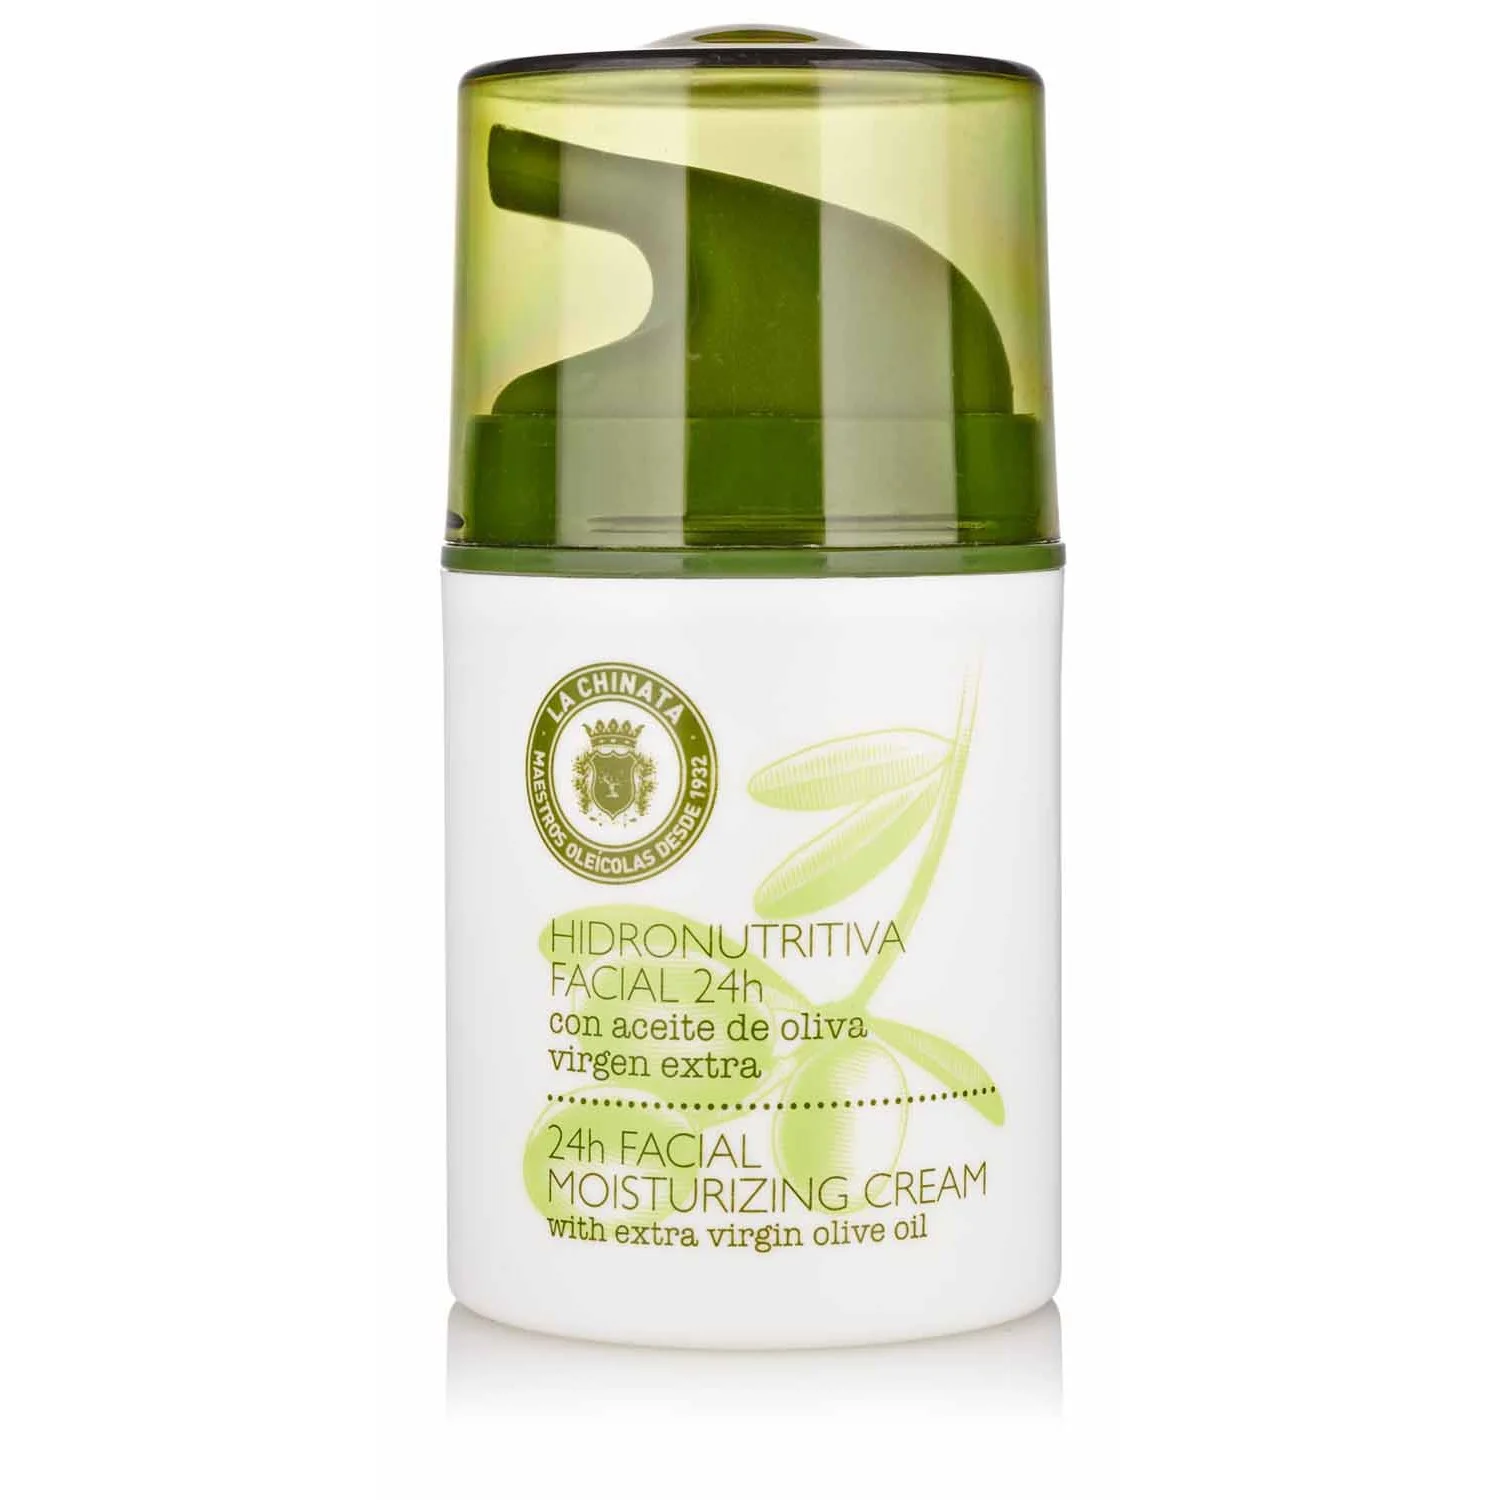 LA CHINATA
MAESTROS OLEÍCOLAS DESDE 1932
HIDRONUTRITIVA
FACIAL 24h
con aceite de oliva
virgen extra
24h FACIAL
MOISTURIZING CREAM
with extra virgin olive oil